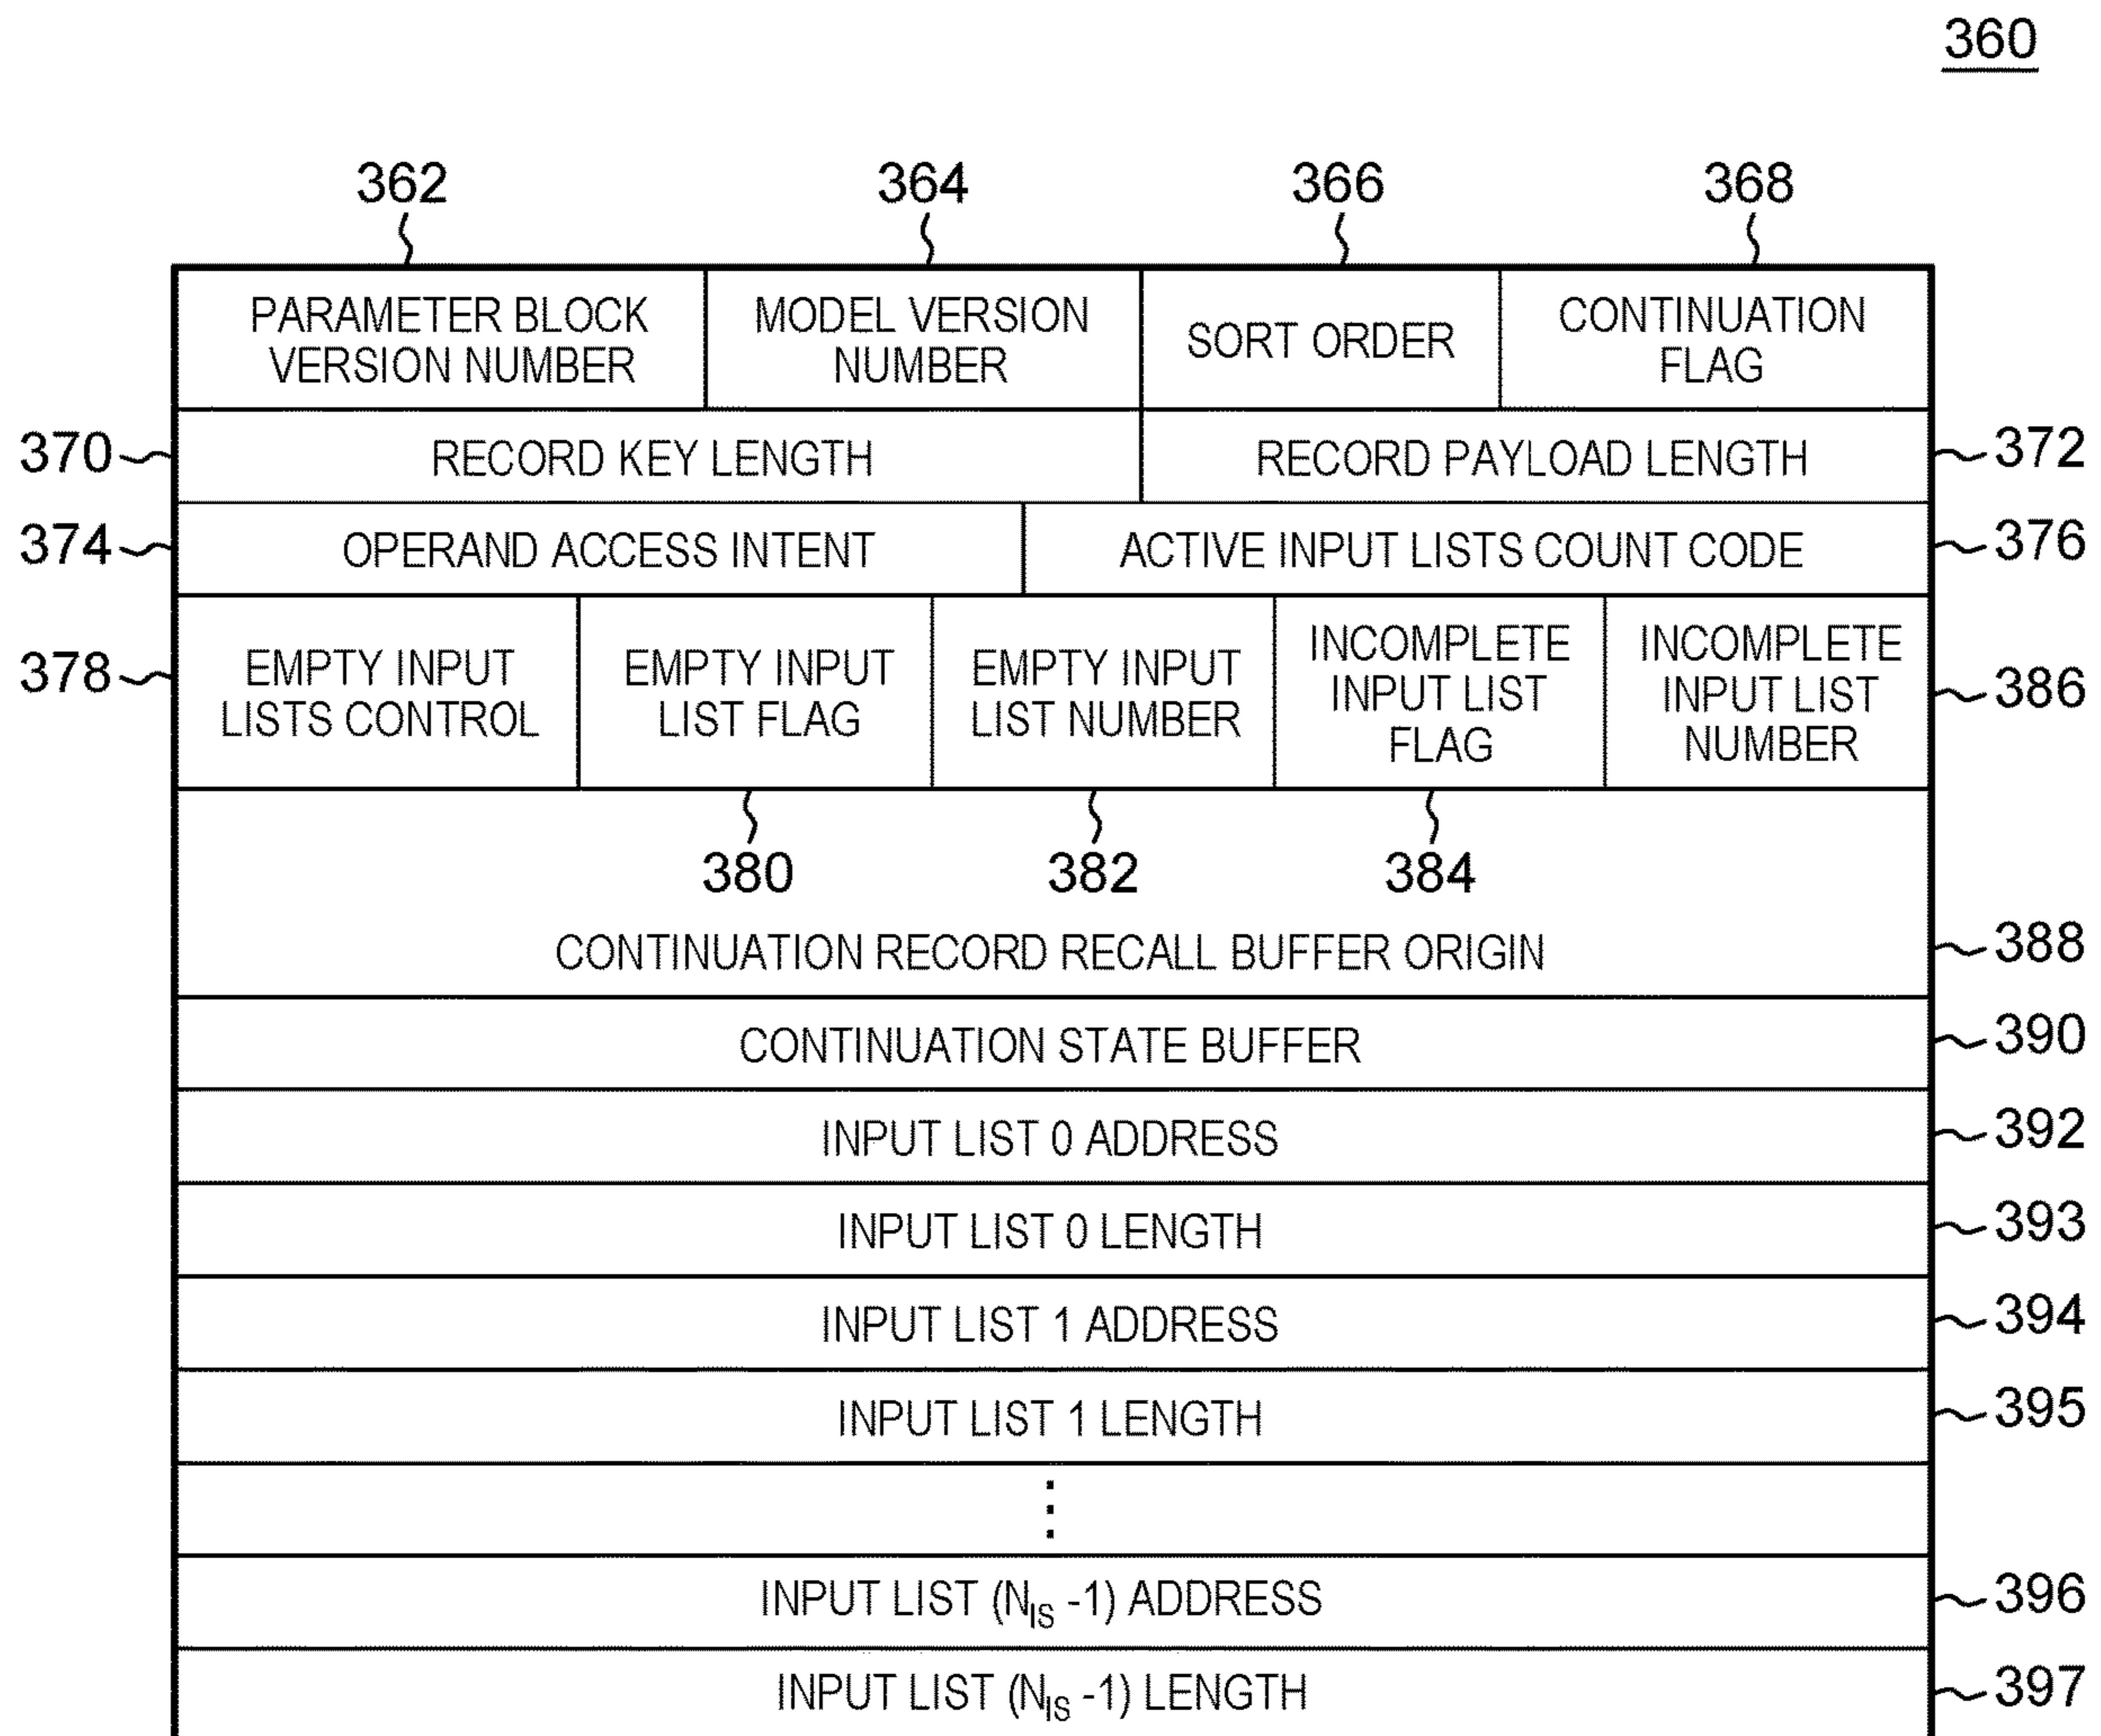 360
362 364 366 368
PARAMETER BLOCK VERSION NUMBER
MODEL VERSION NUMBER
SORT ORDER
CONTINUATION FLAG
370 RECORD KEY LENGTH RECORD PAYLOAD LENGTH 372
374 OPERAND ACCESS INTENT ACTIVE INPUT LISTS COUNT CODE 376
378
EMPTY INPUT LISTS CONTROL
EMPTY INPUT LIST FLAG
EMPTY INPUT LIST NUMBER
INCOMPLETE INPUT LIST FLAG
INCOMPLETE INPUT LIST NUMBER
386
380 382 384
CONTINUATION RECORD RECALL BUFFER ORIGIN 388
CONTINUATION STATE BUFFER 390
INPUT LIST 0 ADDRESS 392
INPUT LIST 0 LENGTH 393
INPUT LIST 1 ADDRESS 394
INPUT LIST 1 LENGTH 395
⋮
INPUT LIST (N_IS -1) ADDRESS 396
INPUT LIST (N_IS -1) LENGTH 397